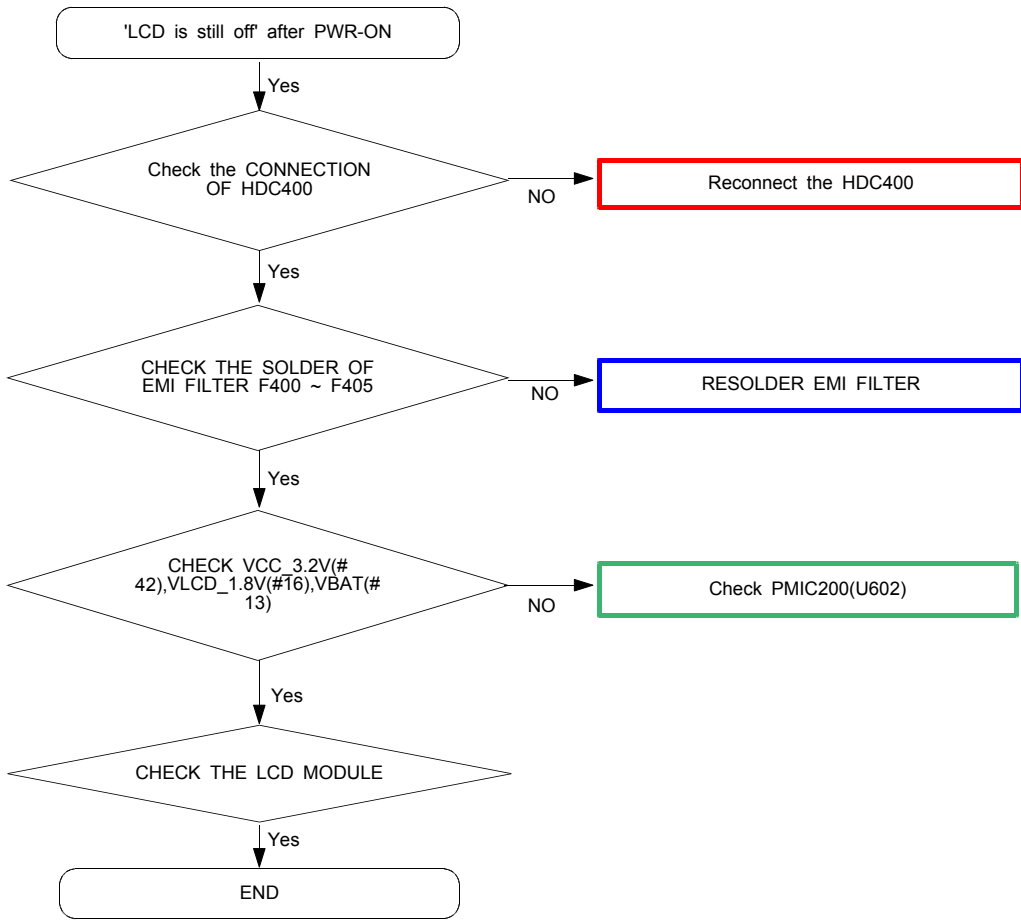 'LCD is still off' after PWR-ON
Yes
Check the CONNECTION
OF HDC400
NO
Reconnect the HDC400
Yes
CHECK THE SOLDER OF
EMI FILTER F400 ~ F405
NO
RESOLDER EMI FILTER
Yes
CHECK VCC_3.2V(#
42),VLCD_1.8V(#16),VBAT(#
13)
NO
Check PMIC200(U602)
Yes
CHECK THE LCD MODULE
Yes
END